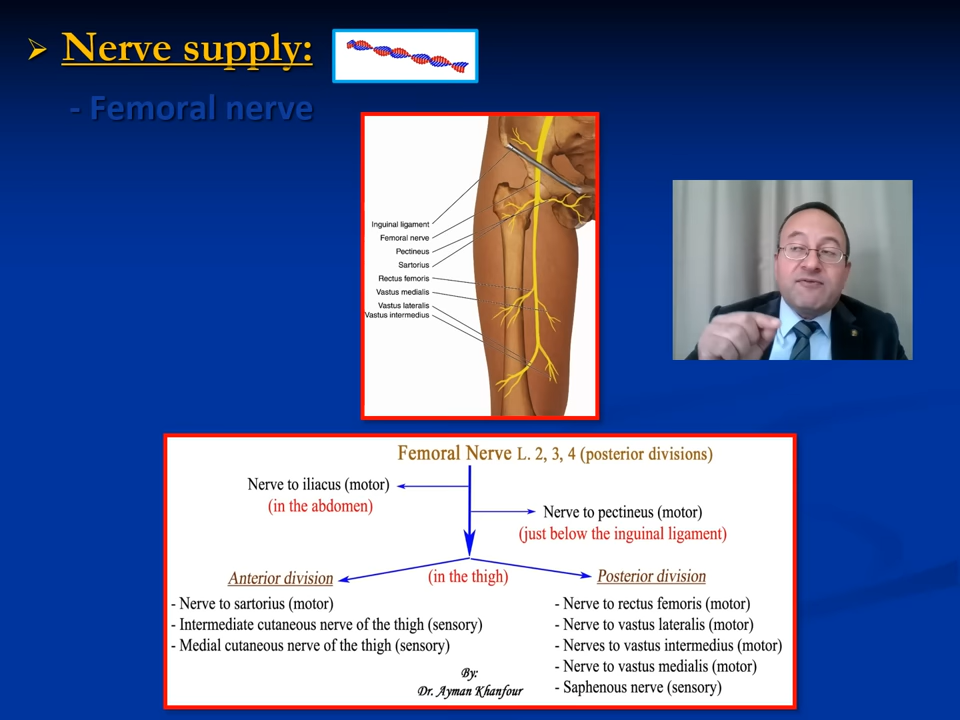 Nerve supply:
- Femoral nerve
Inguinal ligament
Femoral nerve
Pectineus
Sartorius
Rectus femoris
Vastus medialis
Vastus lateralis
Vastus intermedius
Femoral Nerve L. 2, 3, 4 (posterior divisions)
Nerve to iliacus (motor)
(in the abdomen)
Nerve to pectineus (motor)
(just below the inguinal ligament)
Anterior division
(in the thigh)
Posterior division
- Nerve to sartorius (motor)
- Intermediate cutaneous nerve of the thigh (sensory)
- Medial cutaneous nerve of the thigh (sensory)
- Nerve to rectus femoris (motor)
- Nerve to vastus lateralis (motor)
- Nerves to vastus intermedius (motor)
- Nerve to vastus medialis (motor)
- Saphenous nerve (sensory)
By:
Dr. Ayman Khanfour